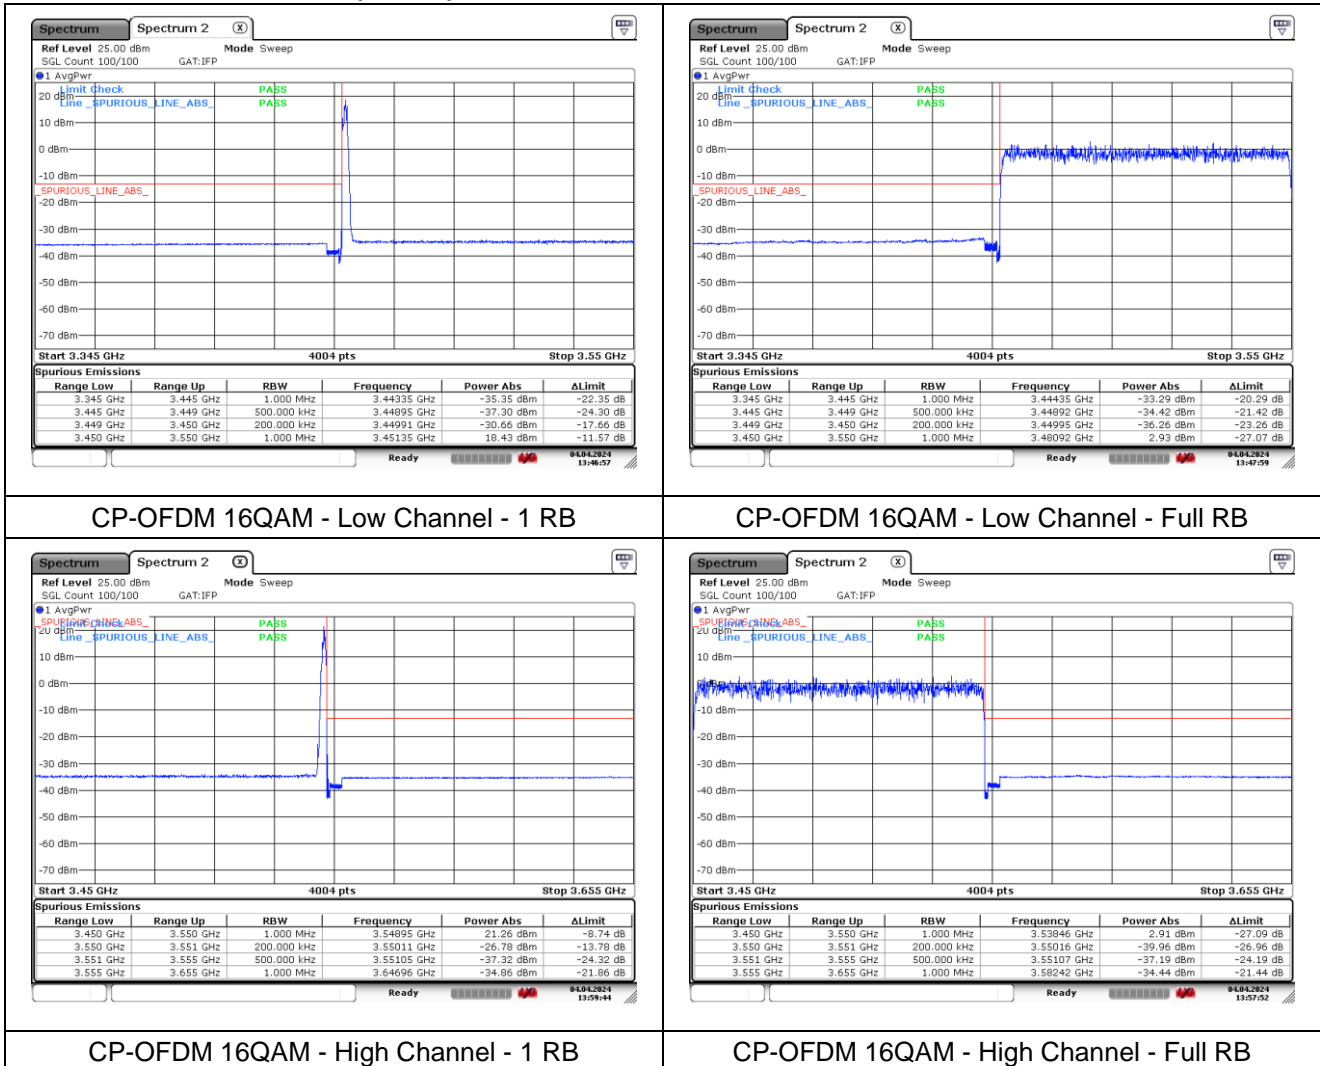 Spectrum Spectrum 2 X
Ref Level 25.00 dBm Mode Sweep
SGL Count 100/100 GAT:IFP
1 AvgPwr
Limit Check PASS
20 dBm Line _SPURIOUS_LINE_ABS_ PASS
10 dBm
0 dBm
-10 dBm
_SPURIOUS_LINE_ABS_
-20 dBm
-30 dBm
-40 dBm
-50 dBm
-60 dBm
-70 dBm
Start 3.345 GHz 4004 pts Stop 3.55 GHz
Spurious Emissions
Range Low Range Up RBW Frequency Power Abs ΔLimit
3.345 GHz 3.445 GHz 1.000 MHz 3.44335 GHz -35.35 dBm -22.35 dB
3.445 GHz 3.449 GHz 500.000 kHz 3.44895 GHz -37.30 dBm -24.30 dB
3.449 GHz 3.450 GHz 200.000 kHz 3.44991 GHz -30.66 dBm -17.66 dB
3.450 GHz 3.550 GHz 1.000 MHz 3.45135 GHz 18.43 dBm -11.57 dB
Ready 04.04.2024
13:46:57
CP-OFDM 16QAM - Low Channel - 1 RB
Spectrum Spectrum 2 X
Ref Level 25.00 dBm Mode Sweep
SGL Count 100/100 GAT:IFP
1 AvgPwr
Limit Check PASS
20 dBm Line _SPURIOUS_LINE_ABS_ PASS
10 dBm
0 dBm
-10 dBm
_SPURIOUS_LINE_ABS_
-20 dBm
-30 dBm
-40 dBm
-50 dBm
-60 dBm
-70 dBm
Start 3.345 GHz 4004 pts Stop 3.55 GHz
Spurious Emissions
Range Low Range Up RBW Frequency Power Abs ΔLimit
3.345 GHz 3.445 GHz 1.000 MHz 3.44435 GHz -33.29 dBm -20.29 dB
3.445 GHz 3.449 GHz 500.000 kHz 3.44892 GHz -34.42 dBm -21.42 dB
3.449 GHz 3.450 GHz 200.000 kHz 3.44995 GHz -36.26 dBm -23.26 dB
3.450 GHz 3.550 GHz 1.000 MHz 3.48092 GHz 2.93 dBm -27.07 dB
Ready 04.04.2024
13:47:59
CP-OFDM 16QAM - Low Channel - Full RB
Spectrum Spectrum 2 X
Ref Level 25.00 dBm Mode Sweep
SGL Count 100/100 GAT:IFP
1 AvgPwr
_SPURIOUS_LINE_ABS_
Limit Check PASS
20 dBm Line _SPURIOUS_LINE_ABS_ PASS
10 dBm
0 dBm
-10 dBm
-20 dBm
-30 dBm
-40 dBm
-50 dBm
-60 dBm
-70 dBm
Start 3.45 GHz 4004 pts Stop 3.655 GHz
Spurious Emissions
Range Low Range Up RBW Frequency Power Abs ΔLimit
3.450 GHz 3.550 GHz 1.000 MHz 3.54895 GHz 21.26 dBm -8.74 dB
3.550 GHz 3.551 GHz 200.000 kHz 3.55011 GHz -26.78 dBm -13.78 dB
3.551 GHz 3.555 GHz 500.000 kHz 3.55105 GHz -37.32 dBm -24.32 dB
3.555 GHz 3.655 GHz 1.000 MHz 3.64696 GHz -34.86 dBm -21.86 dB
Ready 04.04.2024
13:59:44
CP-OFDM 16QAM - High Channel - 1 RB
Spectrum Spectrum 2 X
Ref Level 25.00 dBm Mode Sweep
SGL Count 100/100 GAT:IFP
1 AvgPwr
_SPURIOUS_LINE_ABS_
Limit Check PASS
20 dBm Line _SPURIOUS_LINE_ABS_ PASS
10 dBm
0 dBm
-10 dBm
-20 dBm
-30 dBm
-40 dBm
-50 dBm
-60 dBm
-70 dBm
Start 3.45 GHz 4004 pts Stop 3.655 GHz
Spurious Emissions
Range Low Range Up RBW Frequency Power Abs ΔLimit
3.450 GHz 3.550 GHz 1.000 MHz 3.53846 GHz 2.91 dBm -27.09 dB
3.550 GHz 3.551 GHz 200.000 kHz 3.55016 GHz -39.96 dBm -26.96 dB
3.551 GHz 3.555 GHz 500.000 kHz 3.55107 GHz -37.19 dBm -24.19 dB
3.555 GHz 3.655 GHz 1.000 MHz 3.58242 GHz -34.44 dBm -21.44 dB
Ready 04.04.2024
13:57:52
CP-OFDM 16QAM - High Channel - Full RB